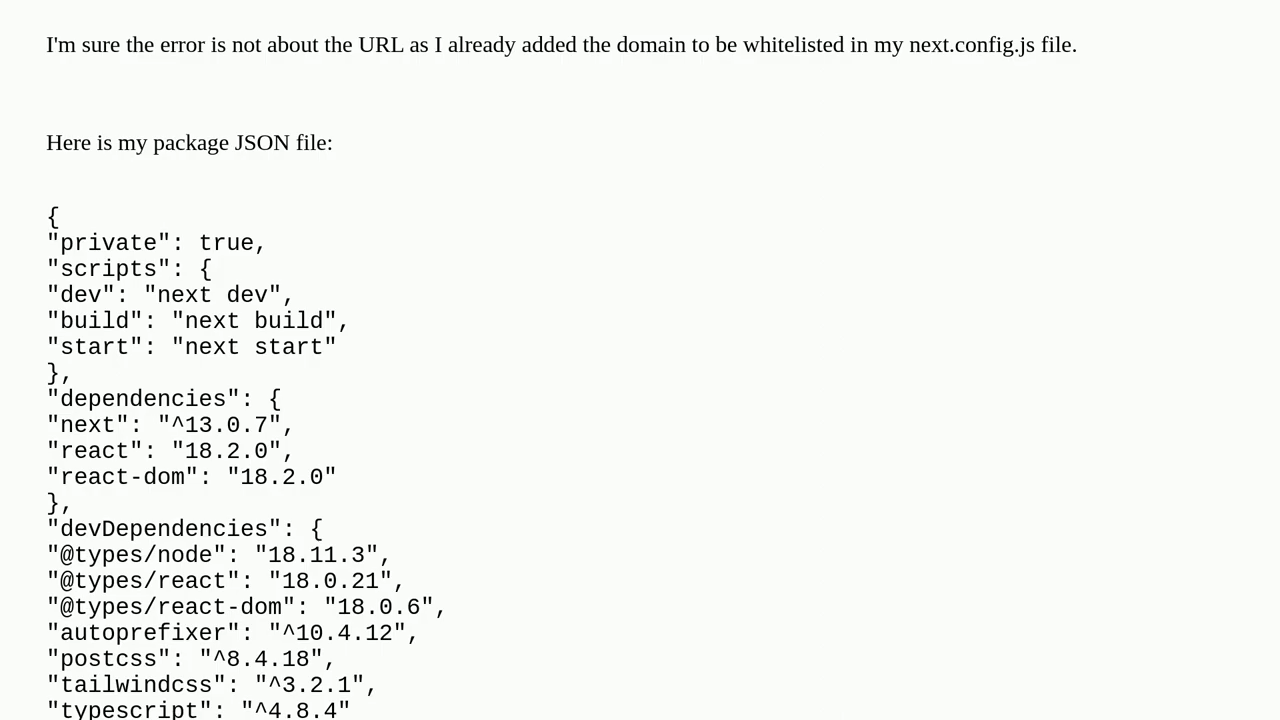 I'm sure the error is not about the URL as I already added the domain to be whitelisted in my next.config.js file.
Here is my package JSON file:
{
"private": true,
"scripts": {
"dev": "next dev",
"build": "next build",
"start": "next start"
},
"dependencies": {
"next": "^13.0.7",
"react": "18.2.0",
"react-dom": "18.2.0"
},
"devDependencies": {
"@types/node": "18.11.3",
"@types/react": "18.0.21",
"@types/react-dom": "18.0.6",
"autoprefixer": "^10.4.12",
"postcss": "^8.4.18",
"tailwindcss": "^3.2.1",
"typescript": "^4.8.4"